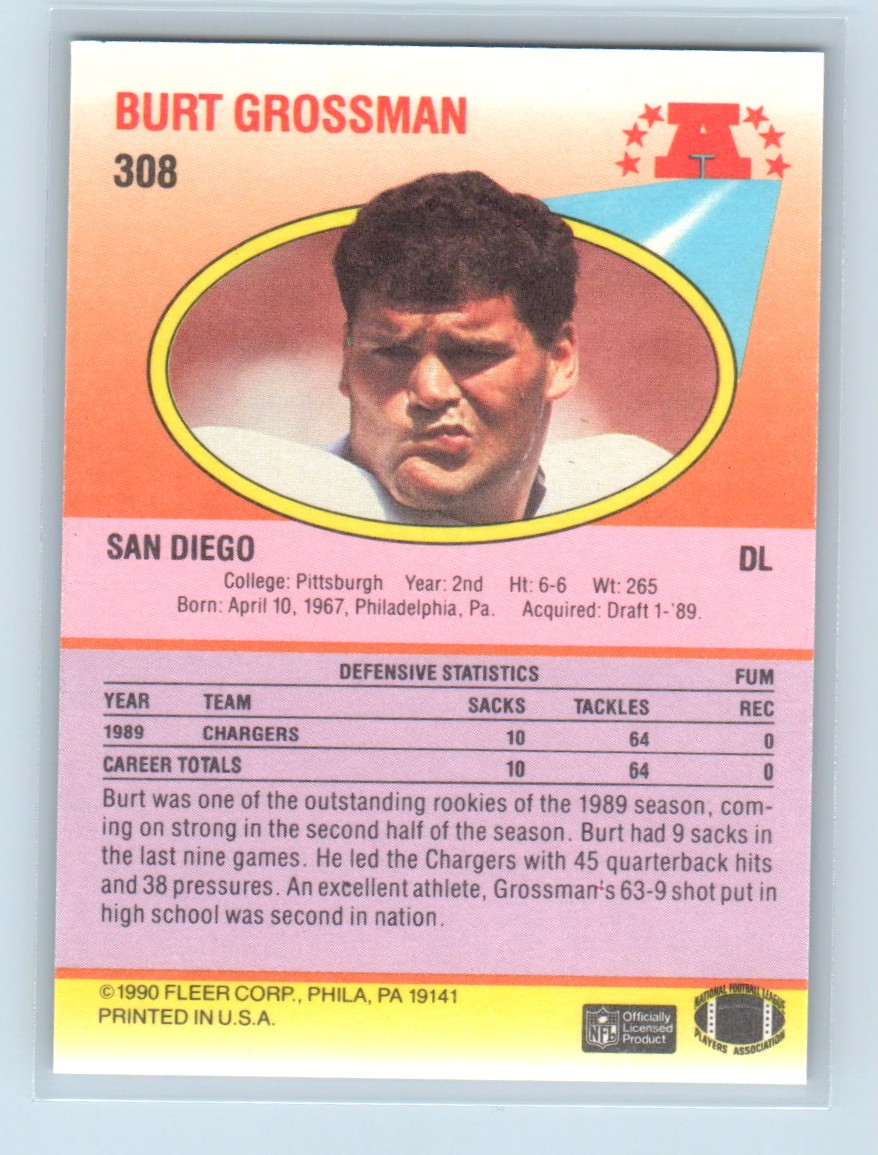 BURT GROSSMAN
308
A
SAN DIEGO
DL
College: Pittsburgh Year: 2nd Ht: 6-6 Wt: 265
Born: April 10, 1967, Philadelphia, Pa. Acquired: Draft 1-'89.
DEFENSIVE STATISTICS FUM
YEAR TEAM SACKS TACKLES REC
1989 CHARGERS 10 64 0
CAREER TOTALS 10 64 0
Burt was one of the outstanding rookies of the 1989 season, com-
ing on strong in the second half of the season. Burt had 9 sacks in
the last nine games. He led the Chargers with 45 quarterback hits
and 38 pressures. An excellent athlete, Grossman's 63-9 shot put in
high school was second in nation.
©1990 FLEER CORP., PHILA, PA 19141
PRINTED IN U.S.A.
NFL
Officially
Licensed
Product
NATIONAL FOOTBALL LEAGUE
PLAYERS ASSOCIATION